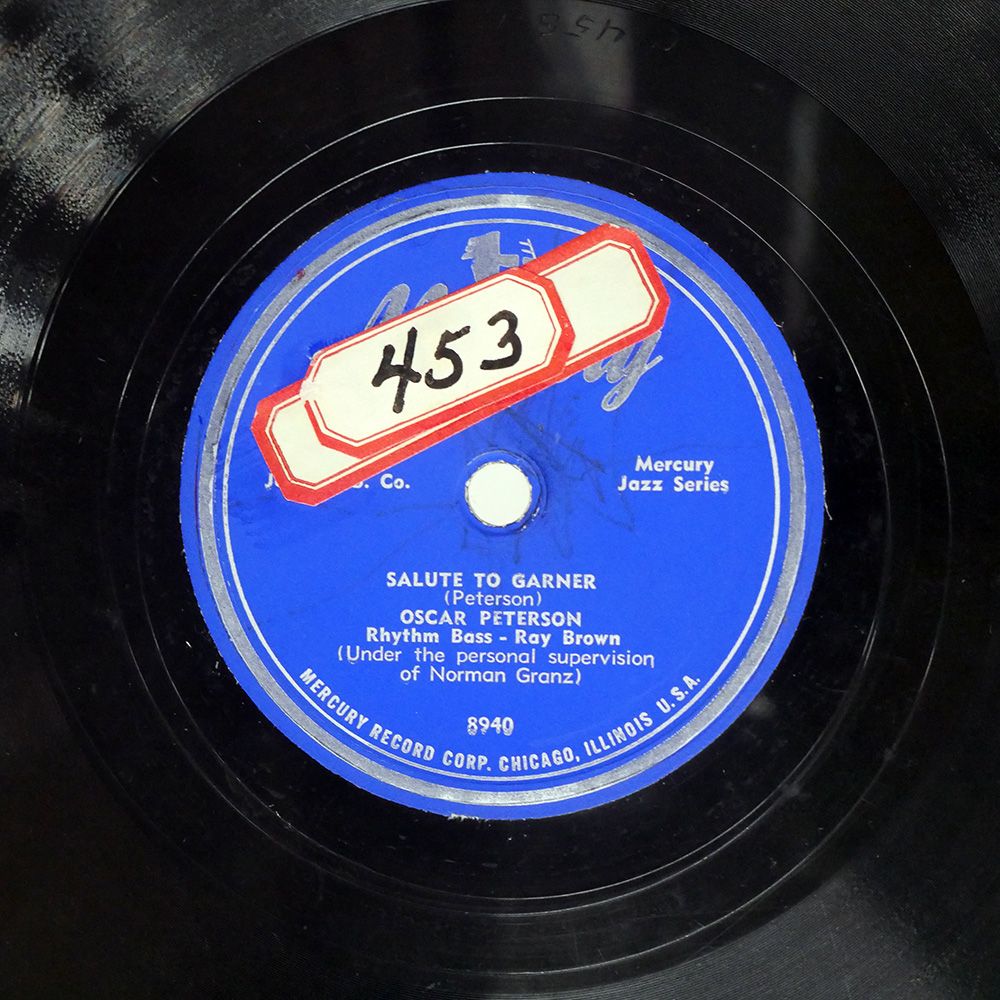 453
Co.
Mercury
Jazz Series
SALUTE TO GARNER
(Peterson)
OSCAR PETERSON
Rhythm Bass - Ray Brown
(Under the personal supervision
of Norman Granz)
8940
MERCURY RECORD CORP. CHICAGO, ILLINOIS U.S.A.